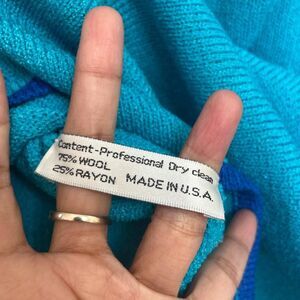 Content-Professional Dry clean
75% WOOL
25% RAYON MADE IN U.S.A.